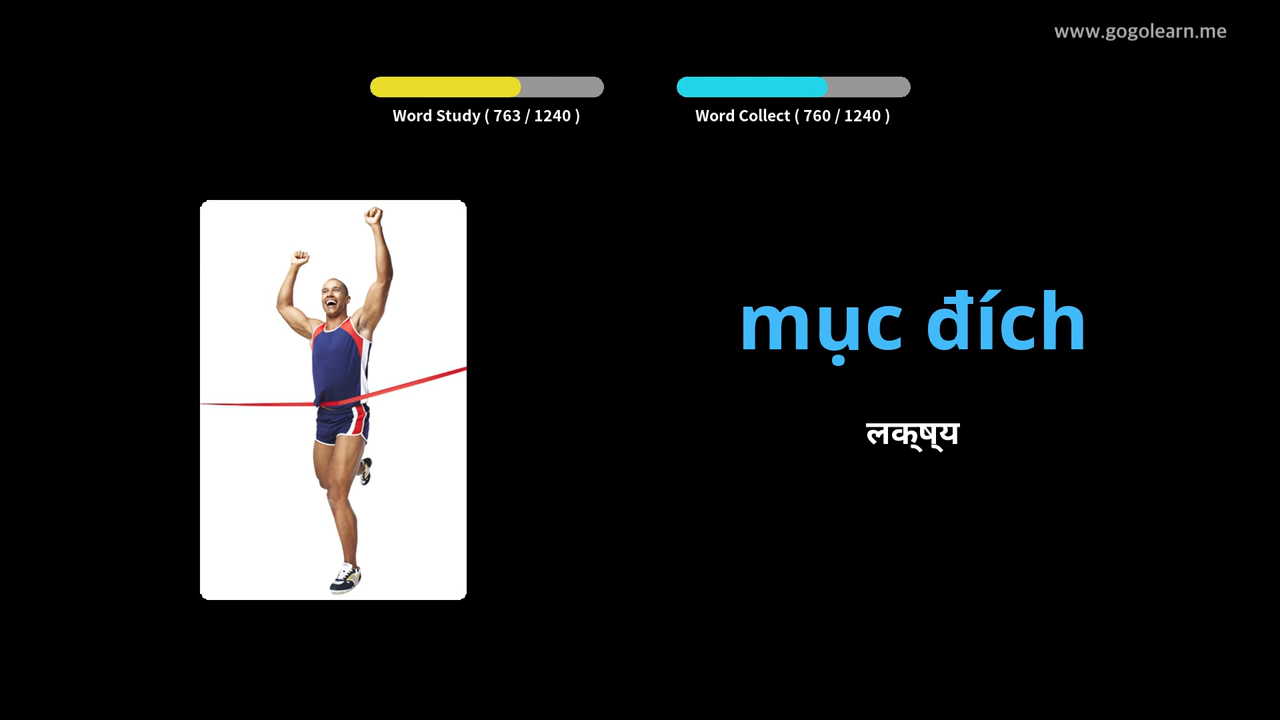 www.gogolearn.me
Word Study ( 763 / 1240 )
Word Collect ( 760 / 1240 )
mục đích
लक्ष्य